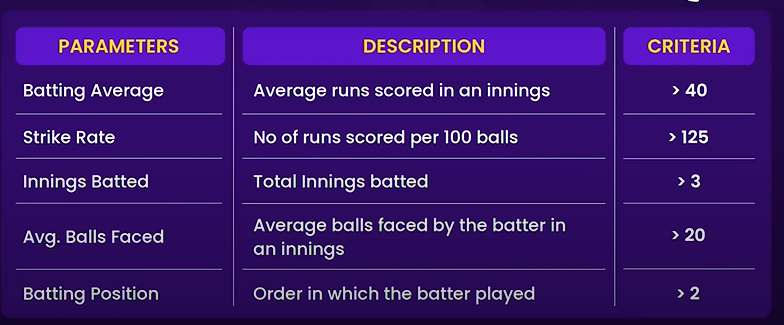 PARAMETERS DESCRIPTION CRITERIA
Batting Average Average runs scored in an innings > 40
Strike Rate No of runs scored per 100 balls > 125
Innings Batted Total Innings batted > 3
Avg. Balls Faced Average balls faced by the batter in
an innings > 20
Batting Position Order in which the batter played > 2